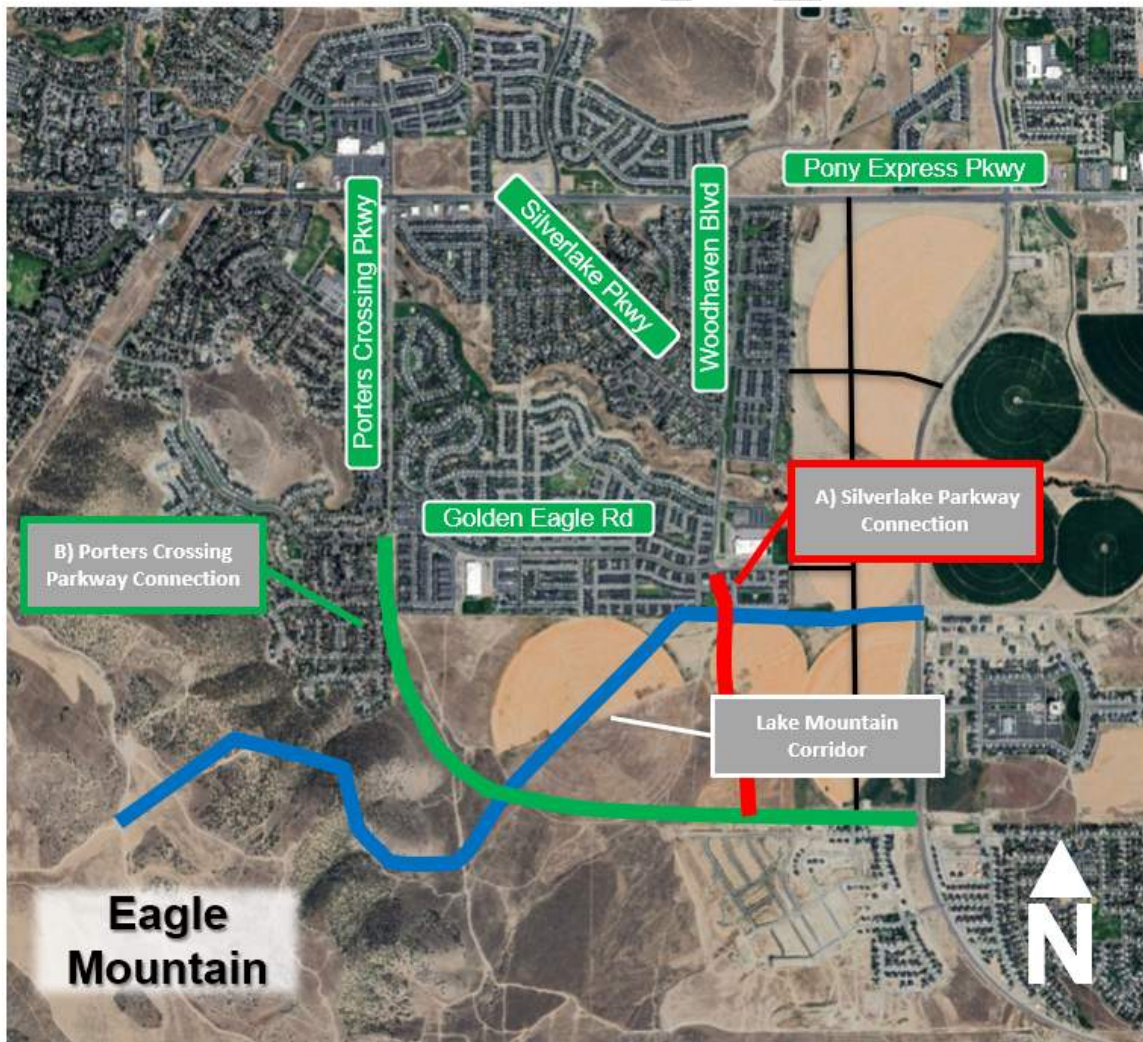 Pony Express Pkwy
Porters Crossing Pkwy
Silverlake Pkwy
Woodhaven Blvd
A) Silverlake Parkway
Connection
Golden Eagle Rd
B) Porters Crossing
Parkway Connection
Lake Mountain
Corridor
Eagle
Mountain
N